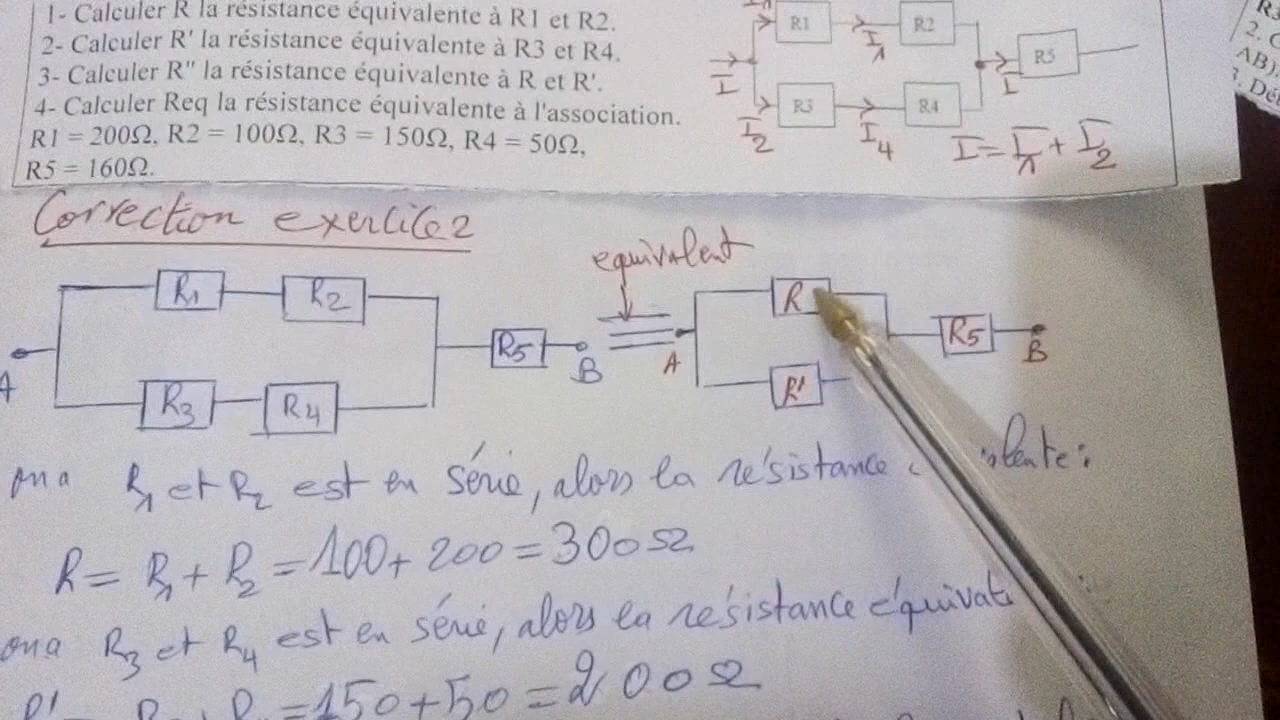 1- Calculer R la résistance équivalente à R1 et R2.
2- Calculer R' la résistance équivalente à R3 et R4.
3- Calculer R'' la résistance équivalente à R et R'.
4- Calculer Req la résistance équivalente à l'association.
R1 = 200Ω, R2 = 100Ω, R3 = 150Ω, R4 = 50Ω,
R5 = 160Ω.
R1 I1 R2
I I R5
R3 R4
I2 I4 I = I1 + I2
2. C
AB)
Correction exercice 2
equivalent
R1 R2 R
A R5 B A R5 B
R3 R4 R'
on a R1 et R2 est en série, alors la résistance
R = R1 + R2 = 100 + 200 = 300Ω
on a R3 et R4 est en série, alors la résistance
R' = 150 + 50 = 200Ω